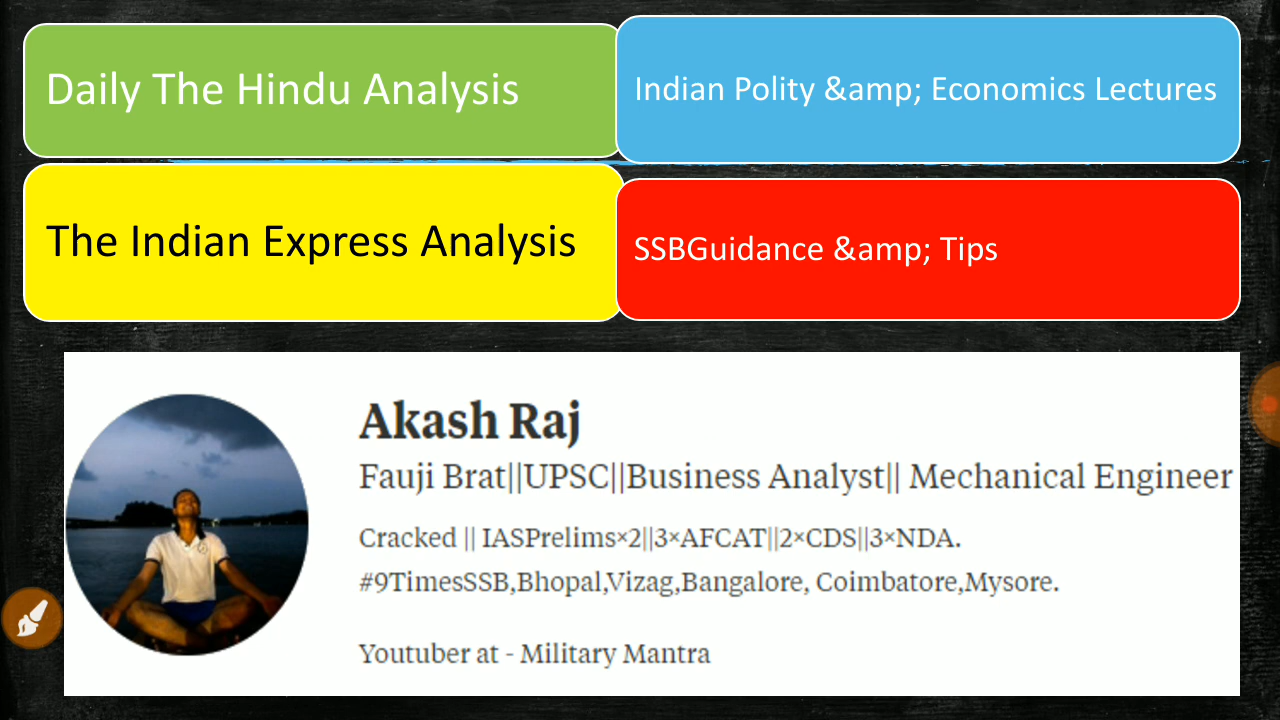 Daily The Hindu Analysis
Indian Polity &amp; Economics Lectures
The Indian Express Analysis
SSBGuidance &amp; Tips
Akash Raj
Fauji Brat||UPSC||Business Analyst|| Mechanical Engineer
Cracked || IASPrelims×2||3×AFCAT||2×CDS||3×NDA.
#9TimesSSB,Bhopal,Vizag,Bangalore, Coimbatore,Mysore.
Youtuber at - Military Mantra